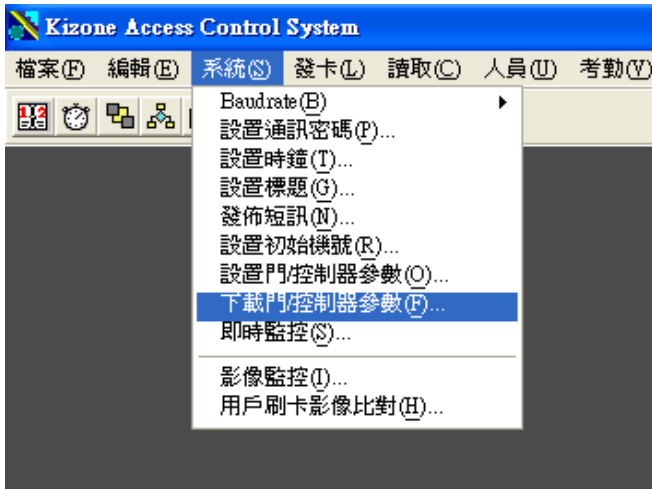 Kizone Access Control System
檔案(F) 編輯(E) 系統(S) 發卡(L) 讀取(C) 人員(U) 考勤(Y)
Baudrate(B)
設置通訊密碼(P)...
設置時鐘(T)...
設置標題(G)...
發佈短訊(N)...
設置初始機號(R)...
設置門/控制器參數(O)...
下載門/控制器參數(F)...
即時監控(S)...
影像監控(I)...
用戶刷卡影像比對(H)...